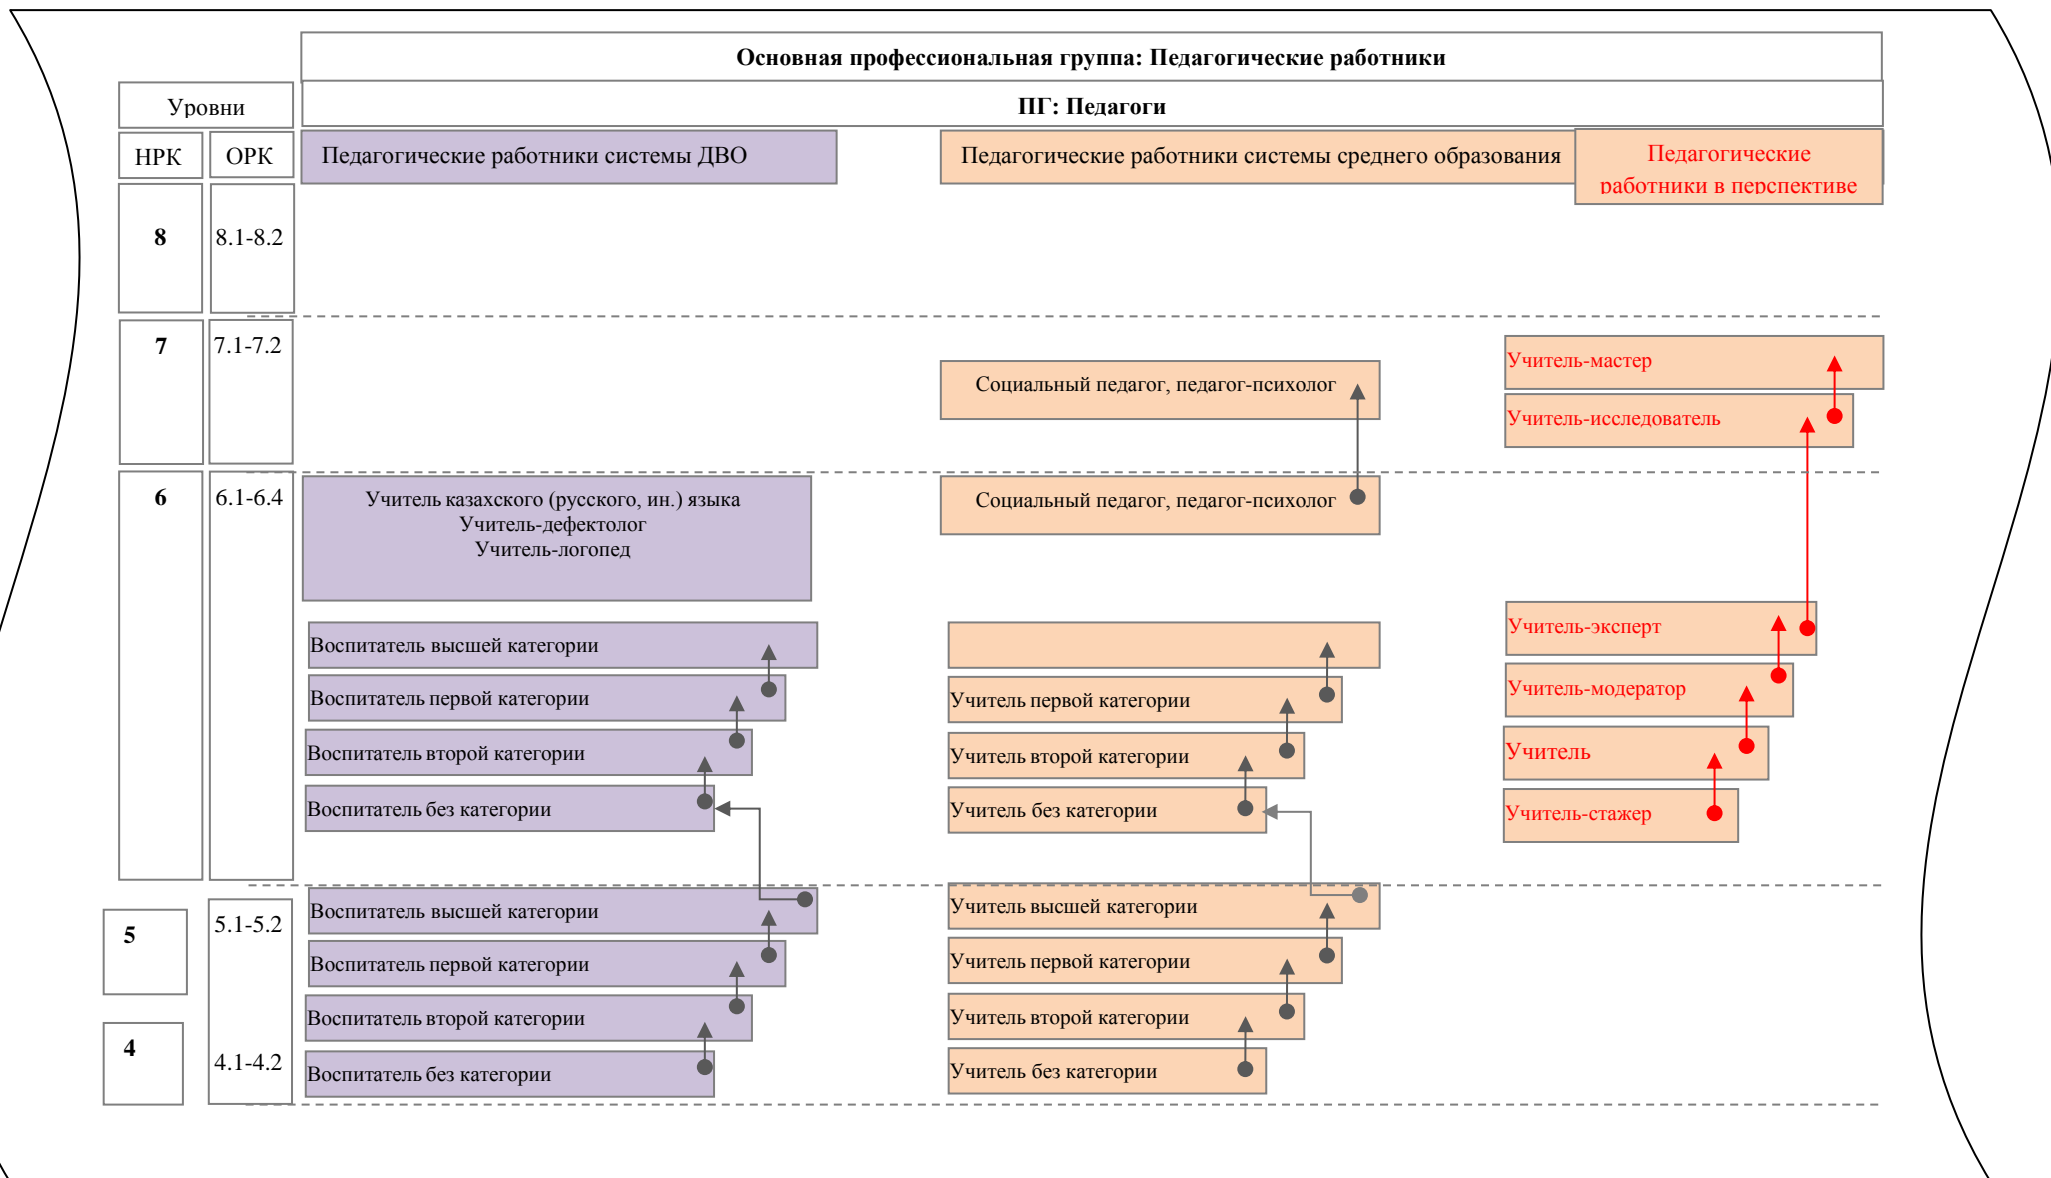 Основная профессиональная группа: Педагогические работники
Уровни
ПГ: Педагоги
НРК
ОРК
Педагогические работники системы ДВО
Педагогические работники системы среднего образования
Педагогические
работники в перспективе
8
8.1-8.2
7
7.1-7.2
Социальный педагог, педагог-психолог
Учитель-мастер
Учитель-исследователь
6
6.1-6.4
Учитель казахского (русского, ин.) языка
Учитель-дефектолог
Учитель-логопед
Социальный педагог, педагог-психолог
Воспитатель высшей категории
Воспитатель первой категории
Воспитатель второй категории
Воспитатель без категории
Учитель первой категории
Учитель второй категории
Учитель без категории
Учитель-эксперт
Учитель-модератор
Учитель
Учитель-стажер
5
5.1-5.2
4
4.1-4.2
Воспитатель высшей категории
Воспитатель первой категории
Воспитатель второй категории
Воспитатель без категории
Учитель высшей категории
Учитель первой категории
Учитель второй категории
Учитель без категории